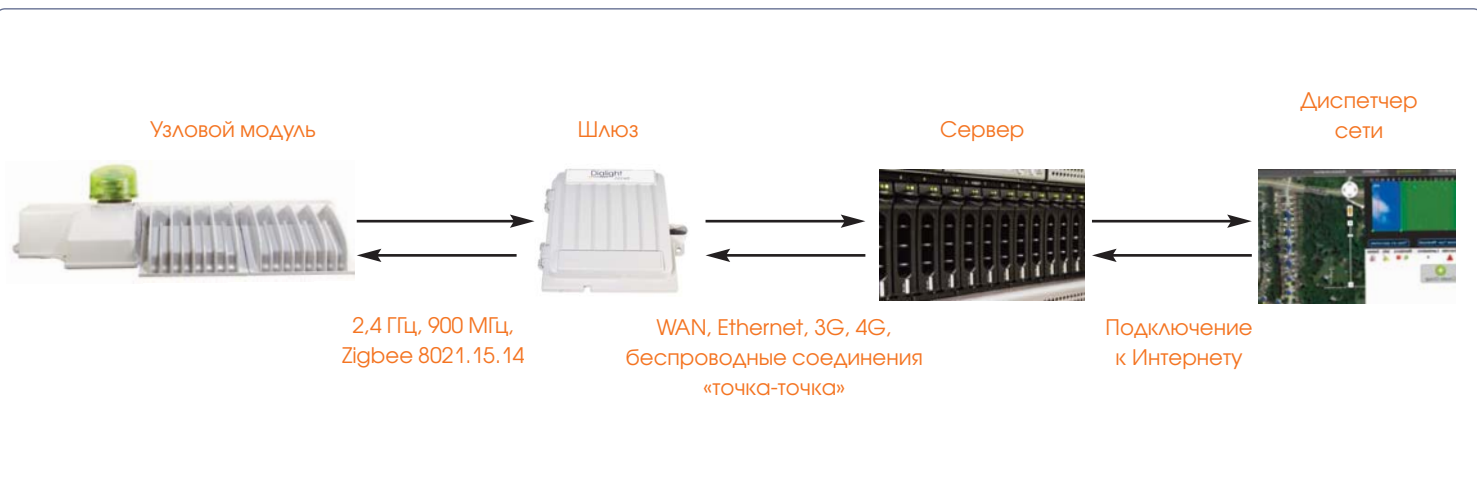 Узловой модуль
Шлюз
Сервер
Диспетчер
сети
Diglight
2,4 ГГц, 900 МГц,
Zigbee 8021.15.14
WAN, Ethernet, 3G, 4G,
беспроводные соединения
«точка-точка»
Подключение
к Интернету